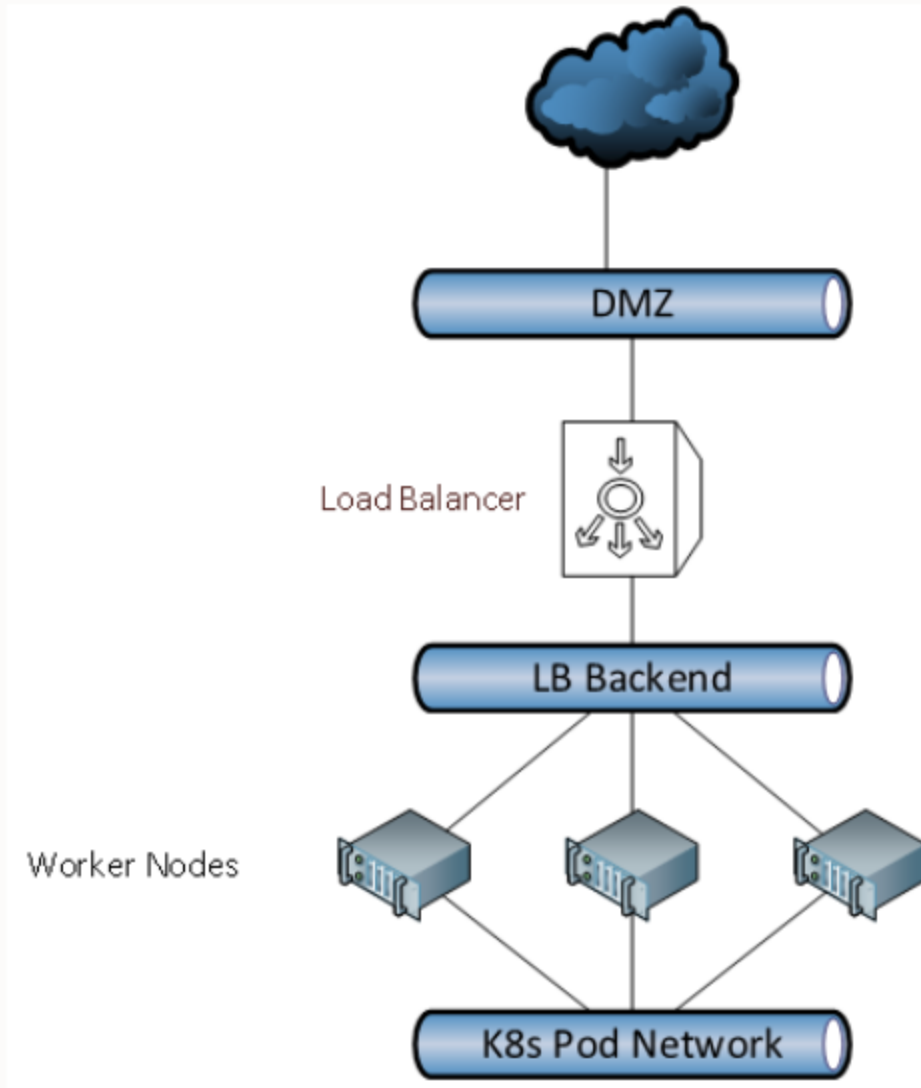 DMZ
Load Balancer
LB Backend
Worker Nodes
K8s Pod Network